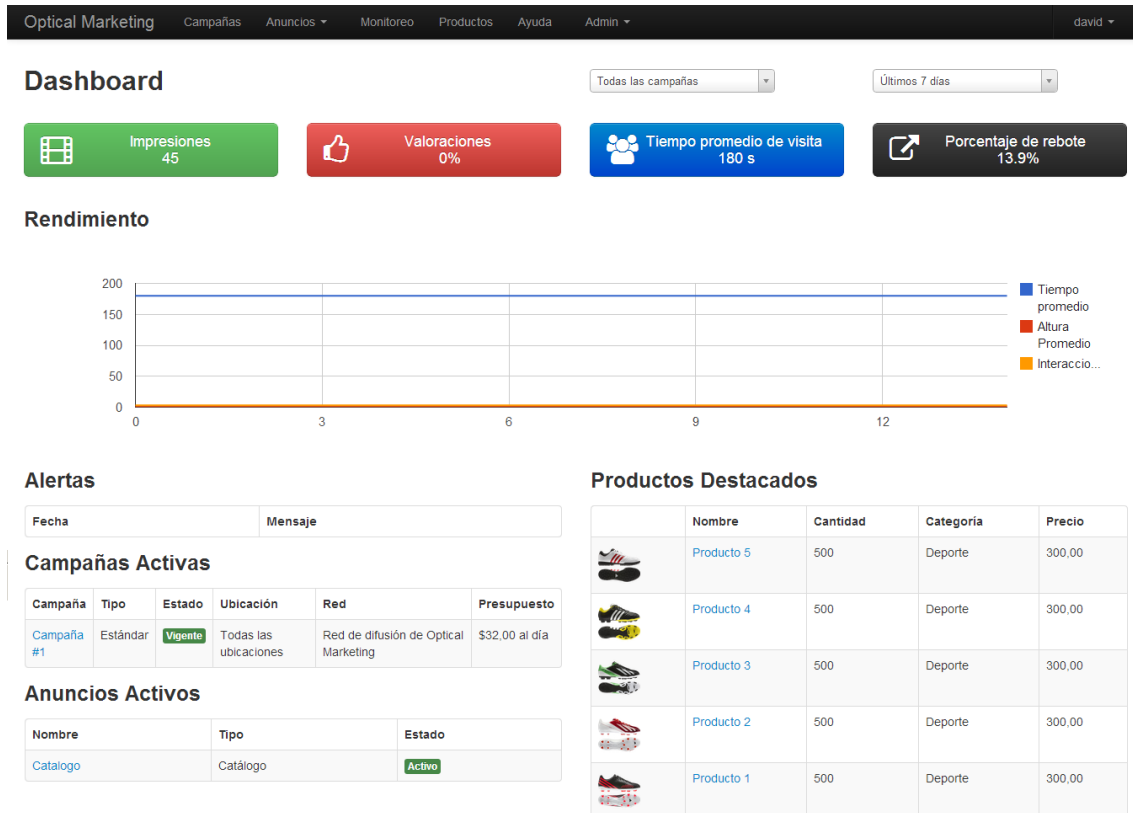 Optical Marketing Campañas Anuncios Monitoreo Productos Ayuda Admin david
Dashboard
Todas las campañas
Últimos 7 días
Impresiones
45
Valoraciones
0%
Tiempo promedio de visita
180 s
Porcentaje de rebote
13.9%
Rendimiento
200
150
100
50
0
0 3 6 9 12
Tiempo
promedio
Altura
Promedio
Interaccio...
Alertas
Fecha Mensaje
Campañas Activas
Campaña Tipo Estado Ubicación Red Presupuesto
Campaña
#1
Estándar
Vigente
Todas las
ubicaciones
Red de difusión de Optical
Marketing
$32,00 al día
Anuncios Activos
Nombre Tipo Estado
Catalogo Catálogo Activo
Productos Destacados
Nombre Cantidad Categoría Precio
Producto 5 500 Deporte 300.00
Producto 4 500 Deporte 300.00
Producto 3 500 Deporte 300.00
Producto 2 500 Deporte 300.00
Producto 1 500 Deporte 300.00